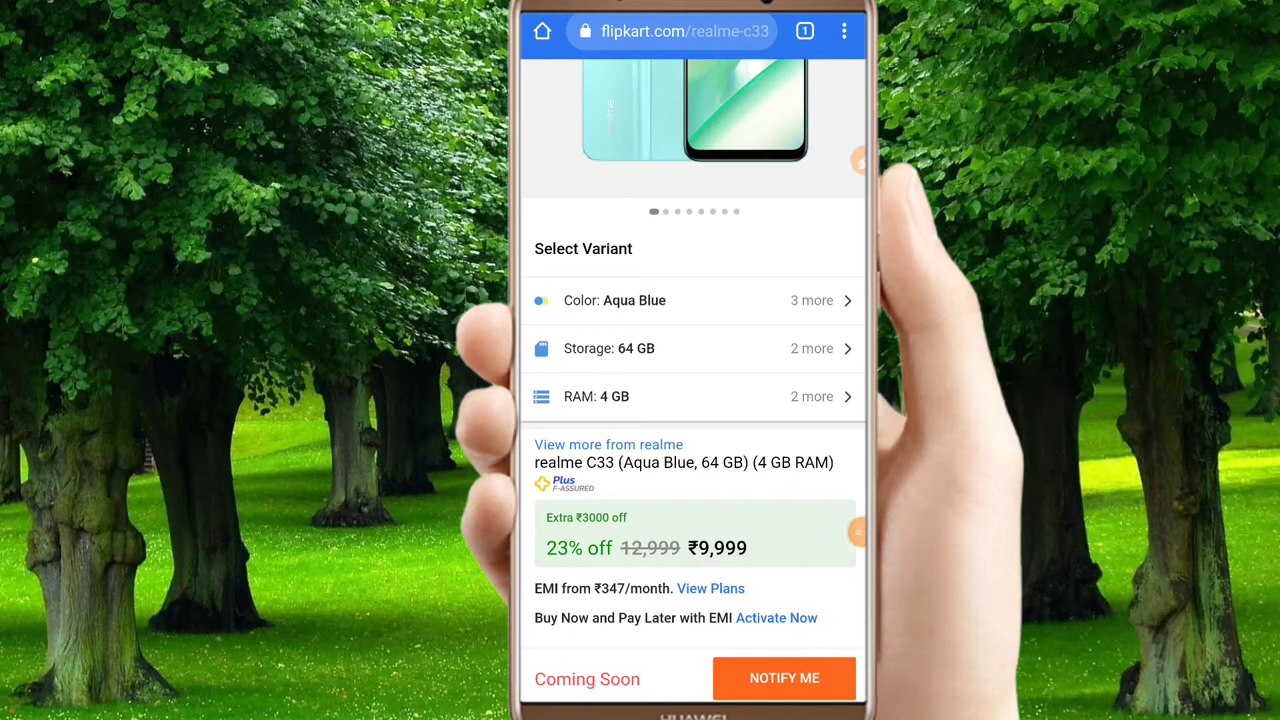 flipkart.com/realme-c33
1
realme
Select Variant
Color: Aqua Blue 3 more
Storage: 64 GB 2 more
RAM: 4 GB 2 more
View more from realme
realme C33 (Aqua Blue, 64 GB) (4 GB RAM)
Plus
F-ASSURED
Extra ₹3000 off
23% off 12,999 ₹9,999
EMI from ₹347/month. View Plans
Buy Now and Pay Later with EMI Activate Now
Coming Soon NOTIFY ME
HUAWEI